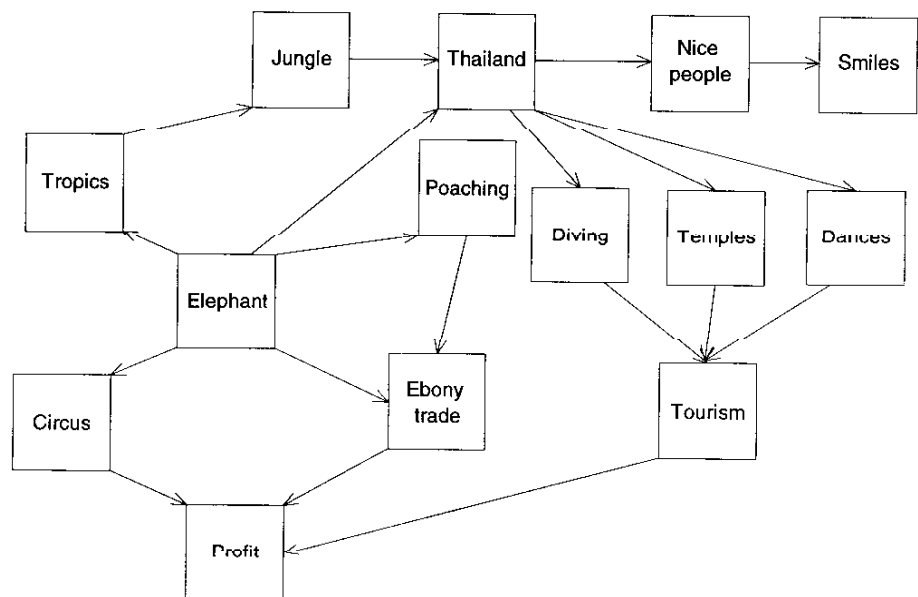 Jungle
Thailand
Nice
people
Smiles
Tropics
Poaching
Diving
Temples
Dances
Elephant
Circus
Ebony
trade
Tourism
Profit